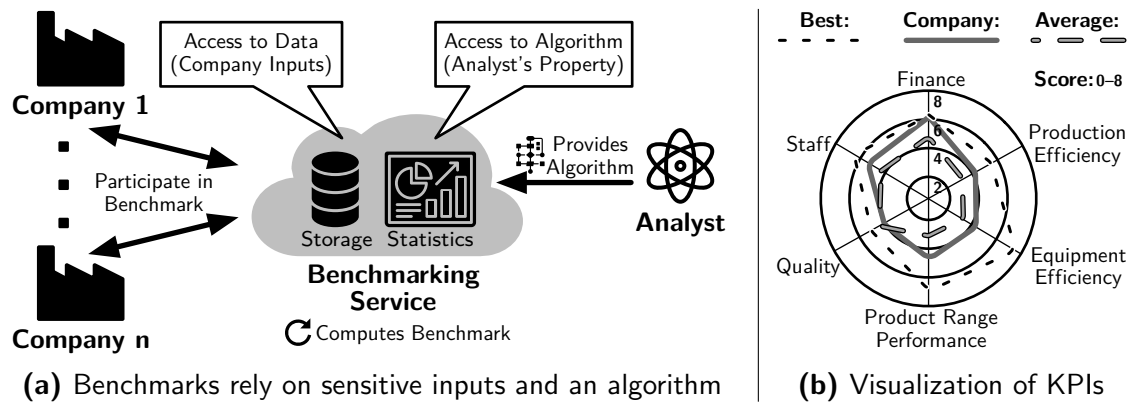 Access to Data
(Company Inputs)
Access to Algorithm
(Analyst's Property)
Company 1
Participate in
Benchmark
Company n
Storage
Statistics
Benchmarking
Service
Computes Benchmark
Provides
Algorithm
Analyst
(a) Benchmarks rely on sensitive inputs and an algorithm
Best:
Company:
Average:
Score: 0–8
Finance
8
6
4
2
Staff
Production
Efficiency
Quality
Equipment
Efficiency
Product Range
Performance
(b) Visualization of KPIs